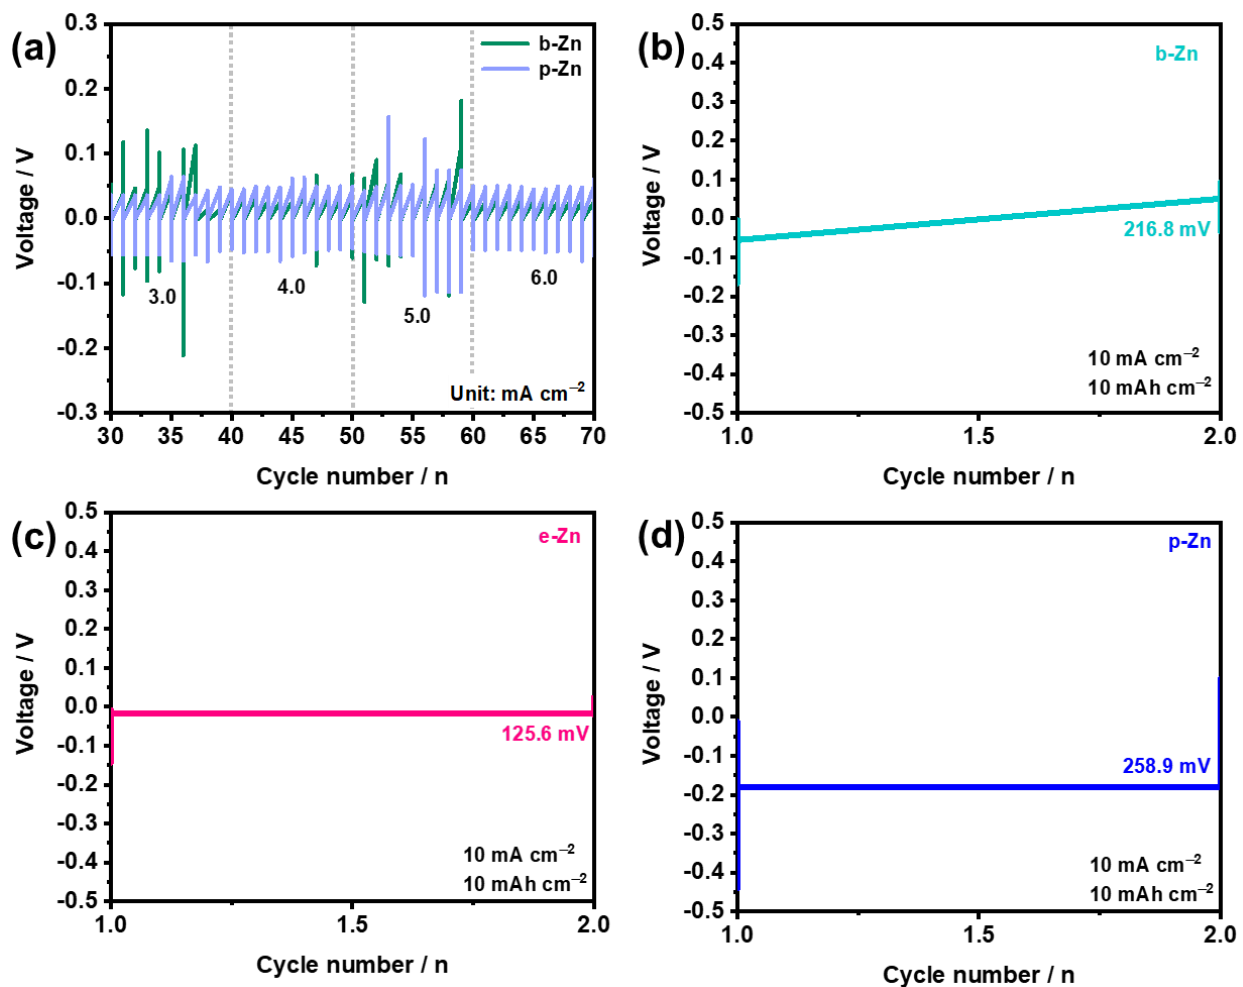 (a)
b-Zn
p-Zn
0.3
0.2
0.1
0.0
-0.1
-0.2
-0.3
Voltage / V
3.0
4.0
5.0
6.0
Unit: mA cm⁻²
30 35 40 45 50 55 60 65 70
Cycle number / n
(b)
b-Zn
0.5
0.4
0.3
0.2
0.1
0.0
-0.1
-0.2
-0.3
-0.4
-0.5
Voltage / V
216.8 mV
10 mA cm⁻²
10 mAh cm⁻²
1.0 1.5 2.0
Cycle number / n
(c)
e-Zn
0.5
0.4
0.3
0.2
0.1
0.0
-0.1
-0.2
-0.3
-0.4
-0.5
Voltage / V
125.6 mV
10 mA cm⁻²
10 mAh cm⁻²
1.0 1.5 2.0
Cycle number / n
(d)
p-Zn
0.5
0.4
0.3
0.2
0.1
0.0
-0.1
-0.2
-0.3
-0.4
-0.5
Voltage / V
258.9 mV
10 mA cm⁻²
10 mAh cm⁻²
1.0 1.5 2.0
Cycle number / n